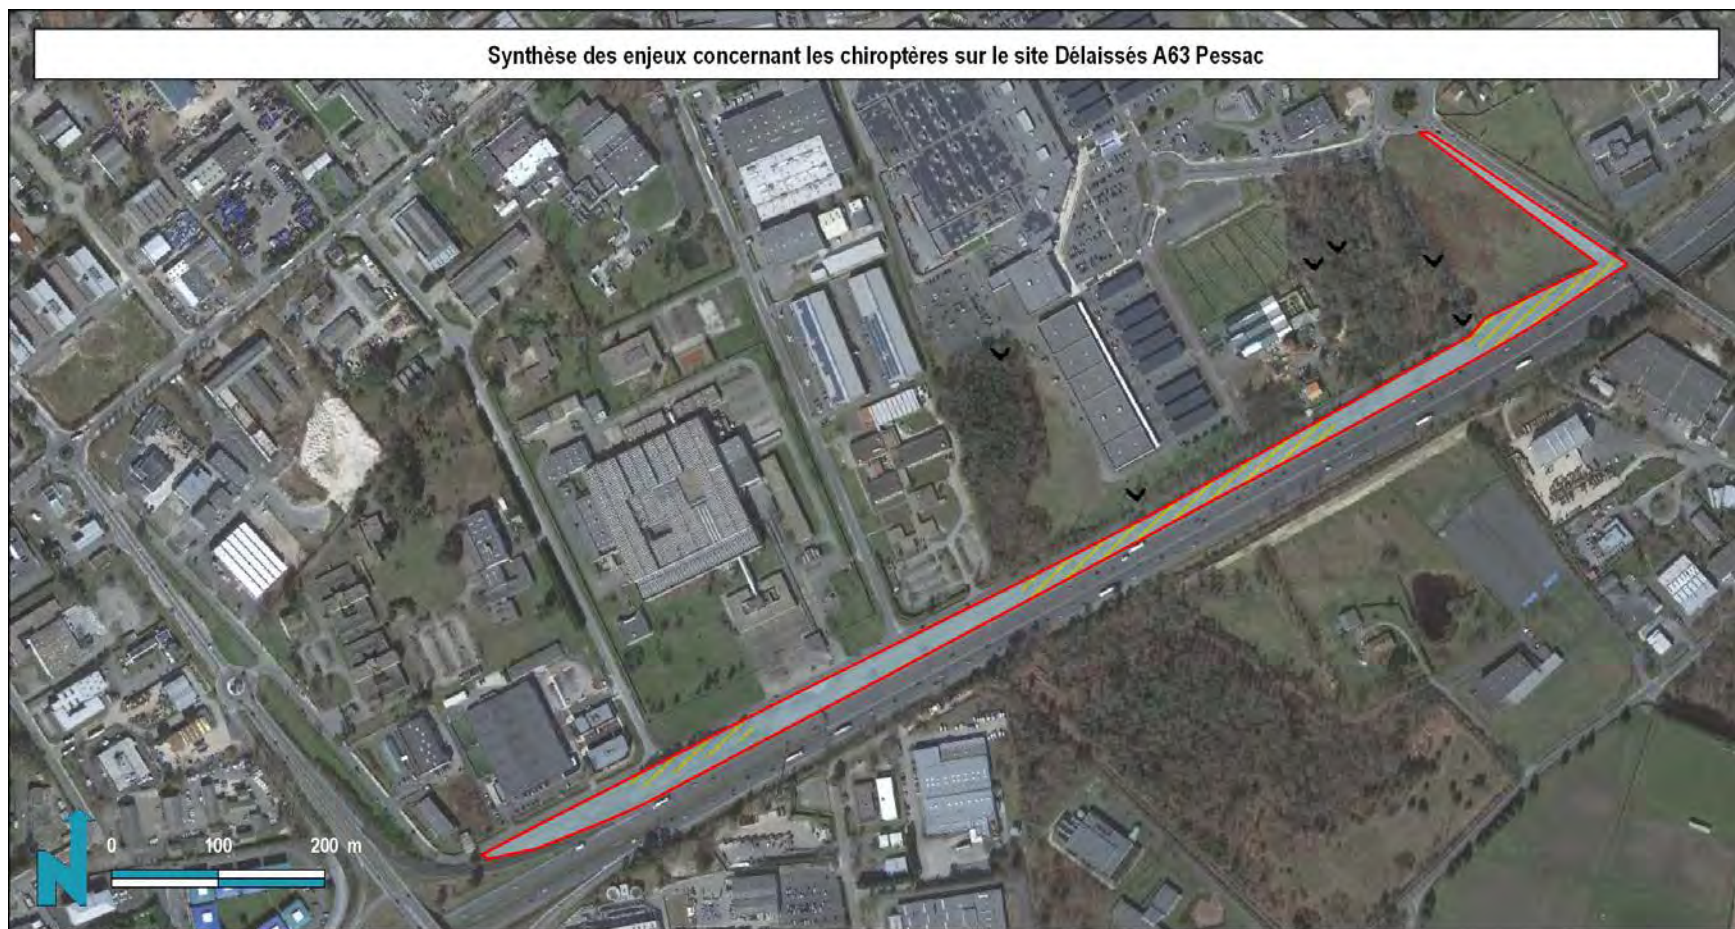 Synthèse des enjeux concernant les chiroptères sur le site Délaissés A63 Pessac
0 100 200 m
N